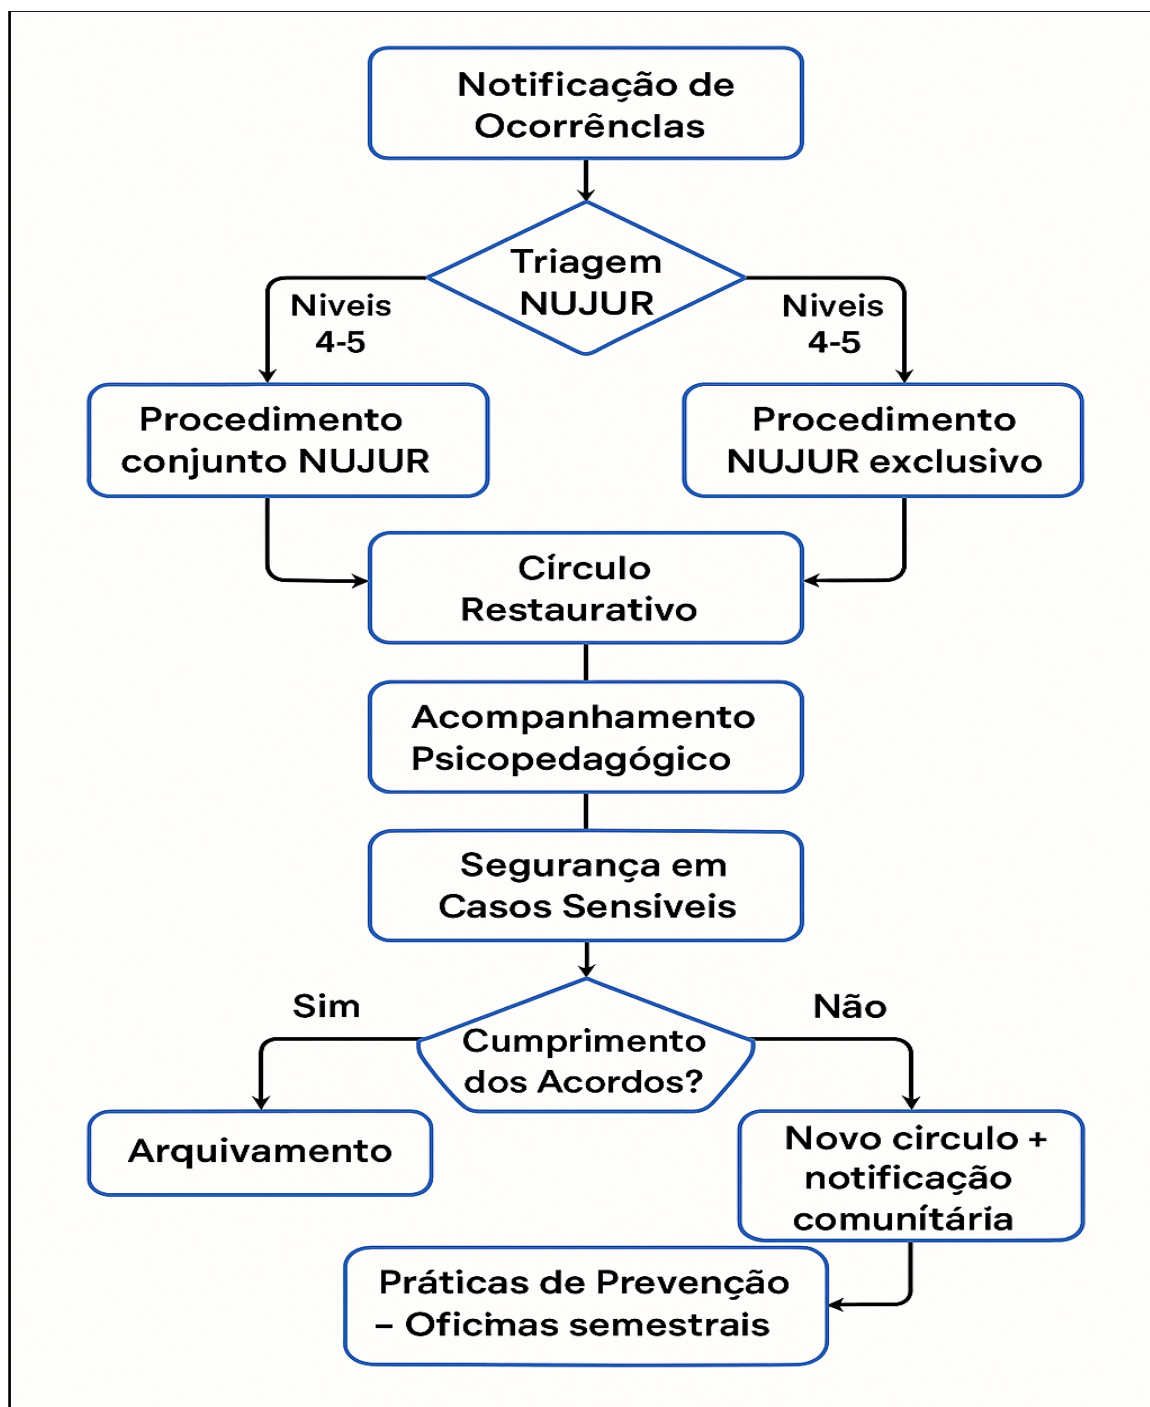 Notificação de
Ocorrênclas
Triagem
NUJUR
Niveis
4-5
Niveis
4-5
Procedimento
conjunto NUJUR
Procedimento
NUJUR exclusivo
Círculo
Restaurativo
Acompanhamento
Psicopedagógico
Segurança em
Casos Sensiveis
Sim
Não
Cumprimento
dos Acordos?
Arquivamento
Novo circulo +
notificação
comunítária
Práticas de Prevenção
– Oficimas semestrais